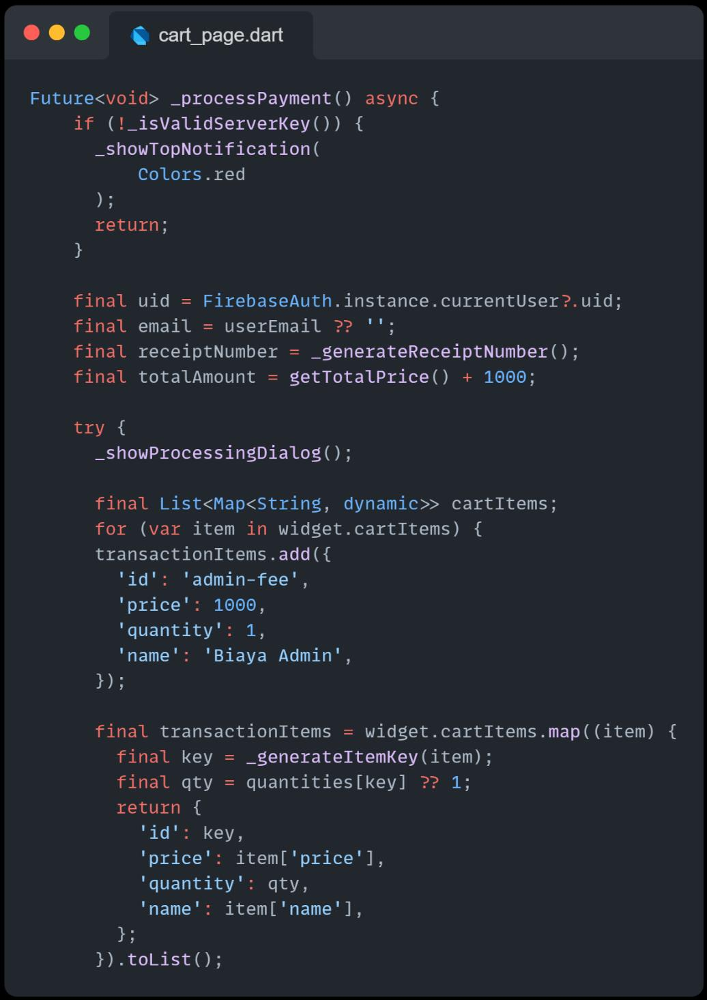 cart_page.dart
Future<void> _processPayment() async {
    if (!_isValidServerKey()) {
      _showTopNotification(
          Colors.red
      );
      return;
    }

    final uid = FirebaseAuth.instance.currentUser?.uid;
    final email = userEmail ?? '';
    final receiptNumber = _generateReceiptNumber();
    final totalAmount = getTotalPrice() + 1000;

    try {
      _showProcessingDialog();

      final List<Map<String, dynamic>> cartItems;
      for (var item in widget.cartItems) {
      transactionItems.add({
        'id': 'admin-fee',
        'price': 1000,
        'quantity': 1,
        'name': 'Biaya Admin',
      });

      final transactionItems = widget.cartItems.map((item) {
        final key = _generateItemKey(item);
        final qty = quantities[key] ?? 1;
        return {
          'id': key,
          'price': item['price'],
          'quantity': qty,
          'name': item['name'],
        };
      }).toList();